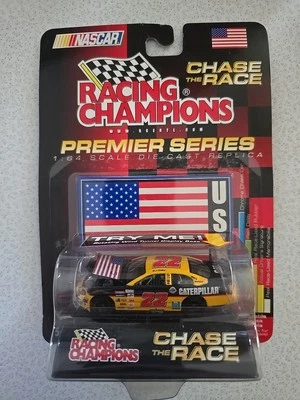 NASCAR
CHASE
THE RACE
RACING
CHAMPIONS®
PREMIER SERIES
1:64 SCALE DIE-CAST REPLICA
US
TRY ME!
22
22
CATERPILLAR
RACING
CHAMPIONS
CHASE
THE RACE